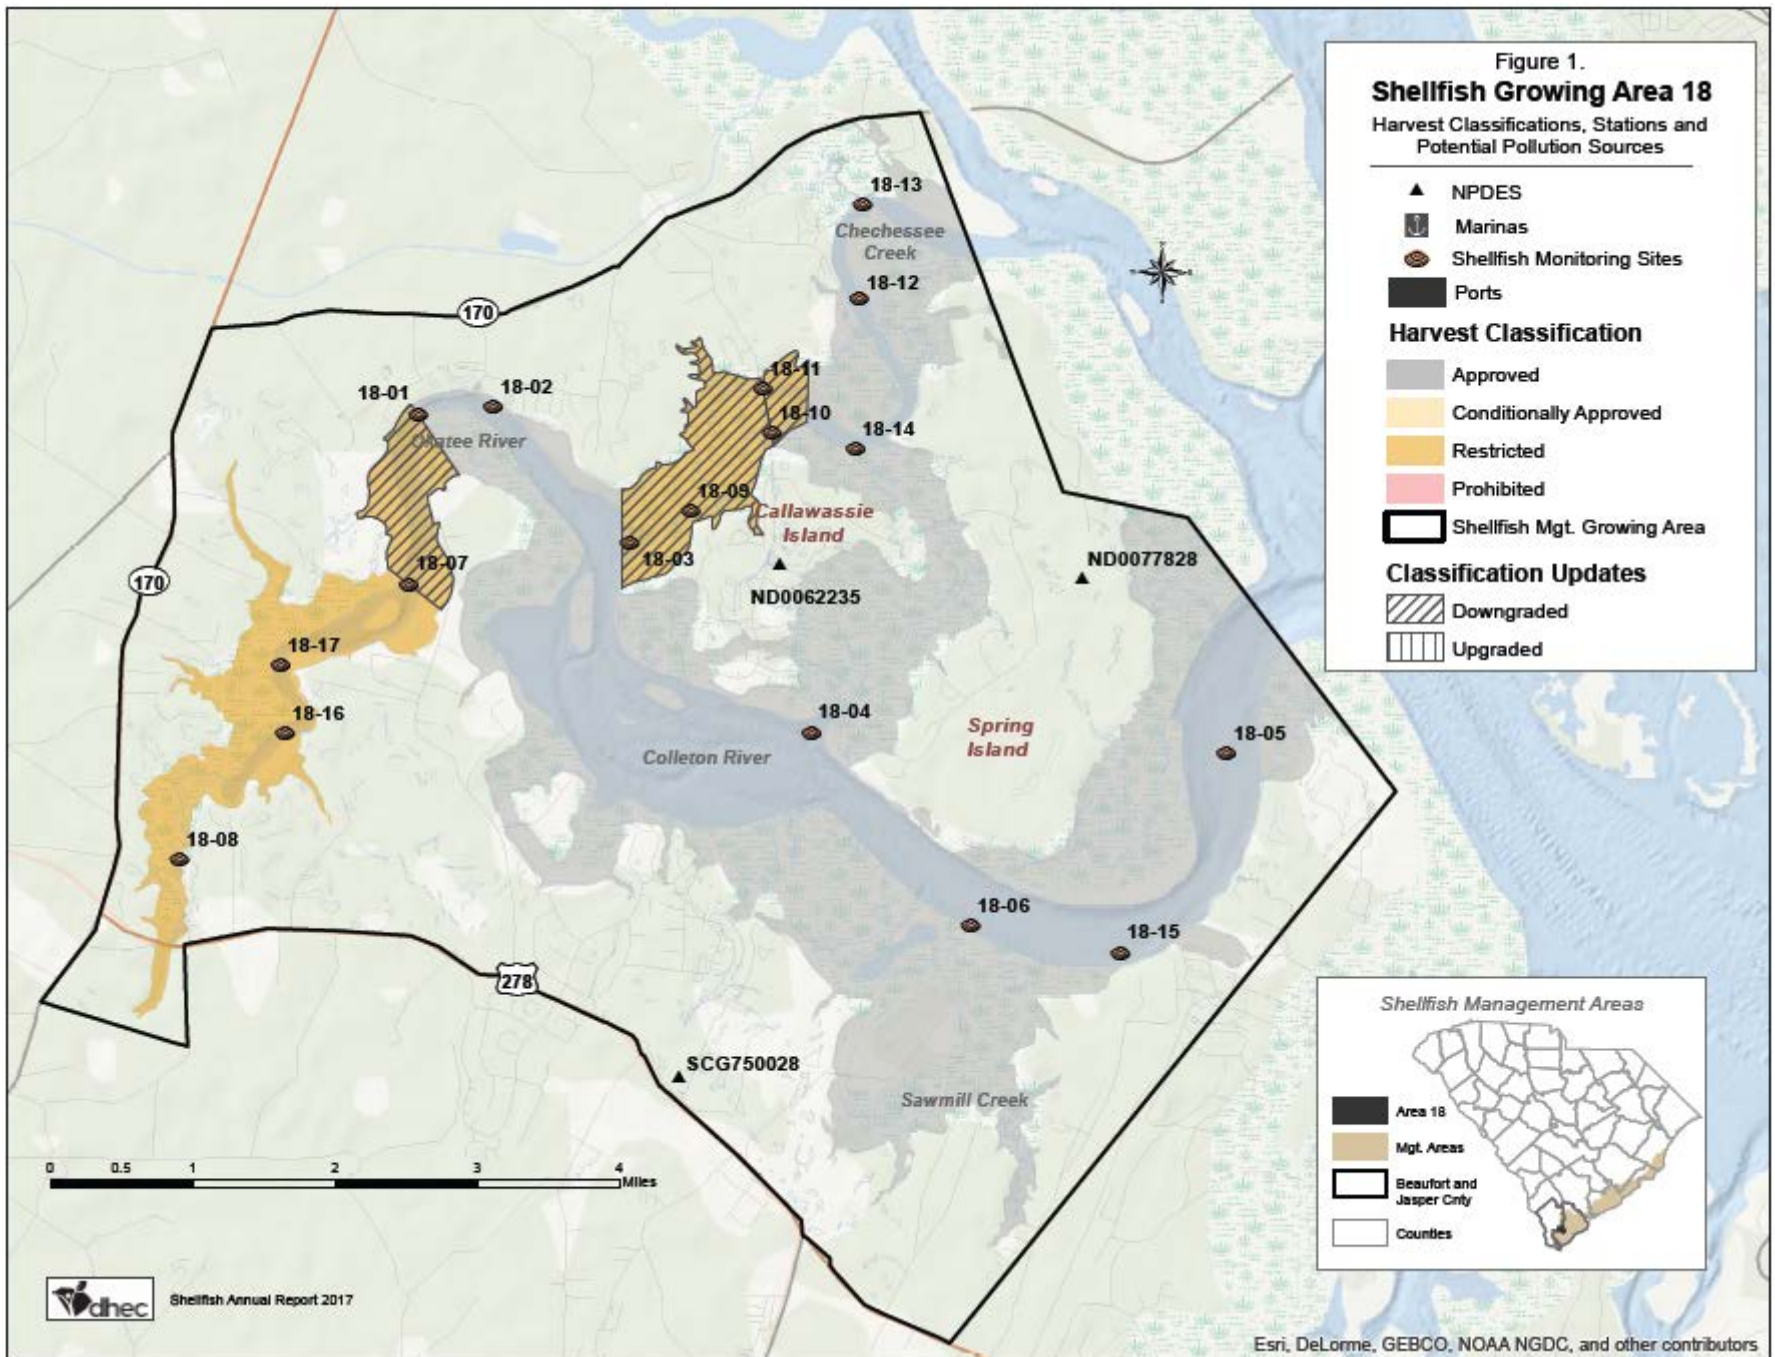 Figure 1.
Shellfish Growing Area 18
Harvest Classifications, Stations and
Potential Pollution Sources
NPDES
Marinas
Shellfish Monitoring Sites
Ports
Harvest Classification
Approved
Conditionally Approved
Restricted
Prohibited
Shellfish Mgt. Growing Area
Classification Updates
Downgraded
Upgraded
18-13
Chechessee
Creek
18-12
170
18-11
18-01
18-02
18-10
18-14
Okatee River
18-09
Callawassie
Island
18-03
ND0077828
18-07
170
ND0062235
18-17
18-16
18-04
Spring
Island
18-05
Colleton River
18-08
18-06
18-15
278
SCG750028
Sawmill Creek
0 0.5 1 2 3 4
Miles
Shellfish Management Areas
Area 18
Mgt. Areas
Beaufort and
Jasper Cnty
Counties
dhec
Shellfish Annual Report 2017
Esri, DeLorme, GEBCO, NOAA NGDC, and other contributors